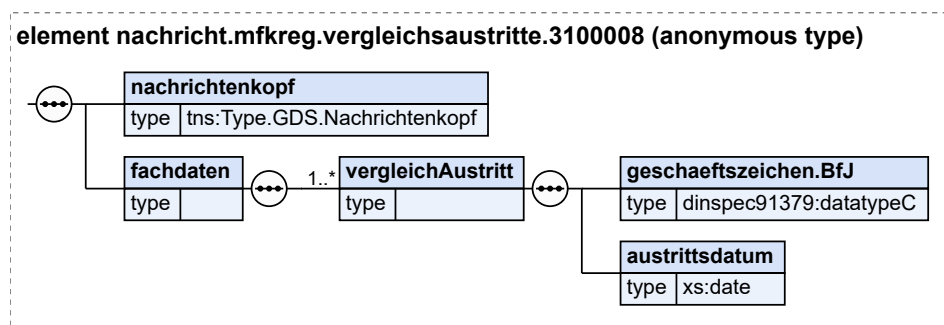 element nachricht.mfkreg.vergleichsaustritte.3100008 (anonymous type)
nachrichtenkopf
type tns:Type.GDS.Nachrichtenkopf
fachdaten
type
1..*
vergleichAustritt
type
geschaeftszeichen.BfJ
type dinspec91379:datatypeC
austrittsdatum
type xs:date